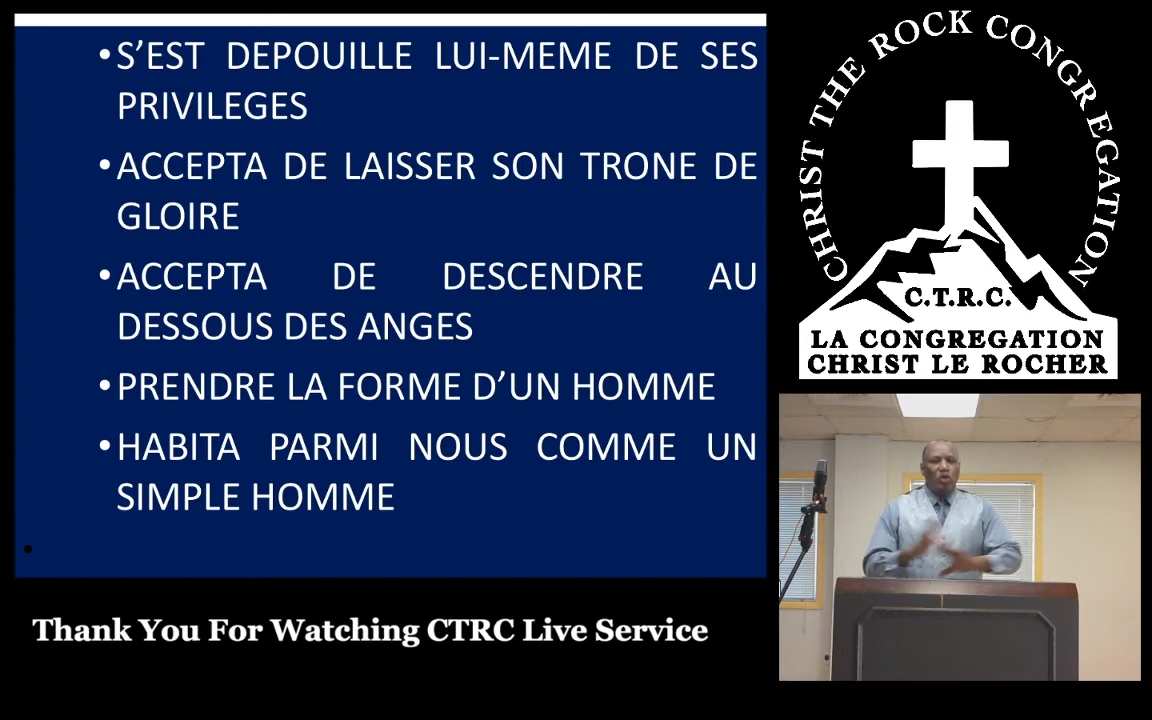 •S’EST DEPOUILLE LUI-MEME DE SES
PRIVILEGES
•ACCEPTA DE LAISSER SON TRONE DE
GLOIRE
•ACCEPTA DE DESCENDRE AU
DESSOUS DES ANGES
•PRENDRE LA FORME D’UN HOMME
•HABITA PARMI NOUS COMME UN
SIMPLE HOMME
CHRIST THE ROCK CONGREGATION
C.T.R.C.
LA CONGREGATION
CHRIST LE ROCHER
Thank You For Watching CTRC Live Service